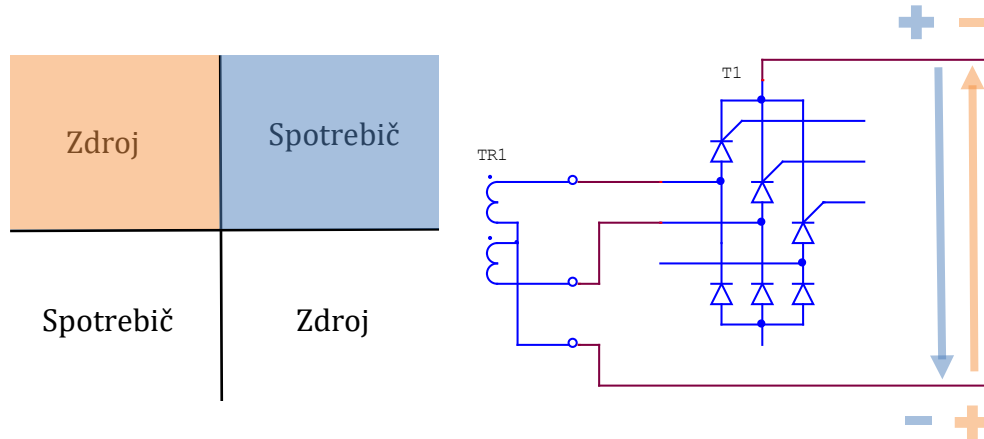 Zdroj
Spotrebič
Spotrebič
Zdroj
+ −
T1
TR1
− +